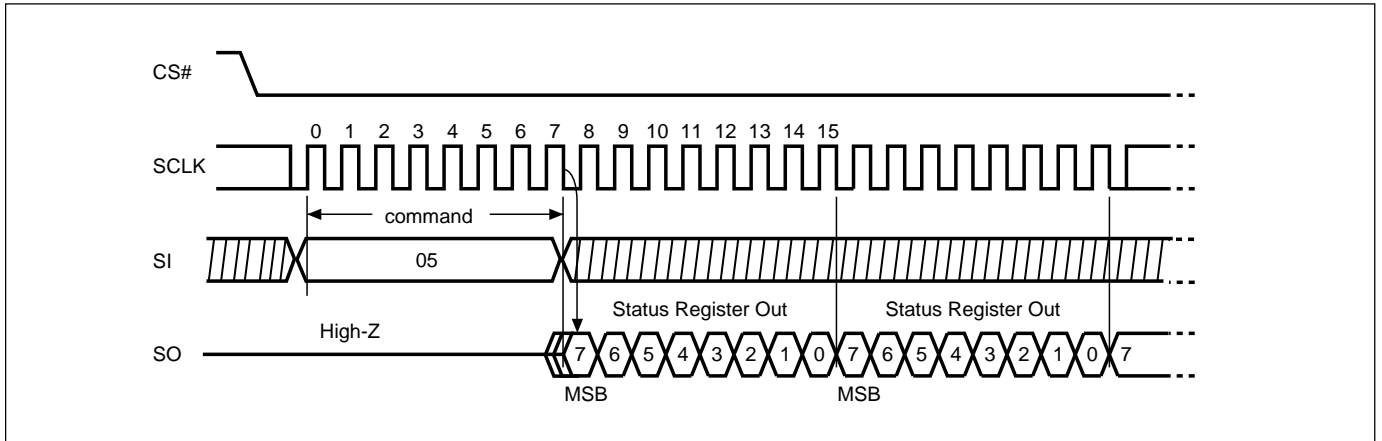 CS#
0 1 2 3 4 5 6 7 8 9 10 11 12 13 14 15
SCLK
command
SI
05
Status Register Out Status Register Out
High-Z
SO
7 6 5 4 3 2 1 0 7 6 5 4 3 2 1 0 7
MSB MSB